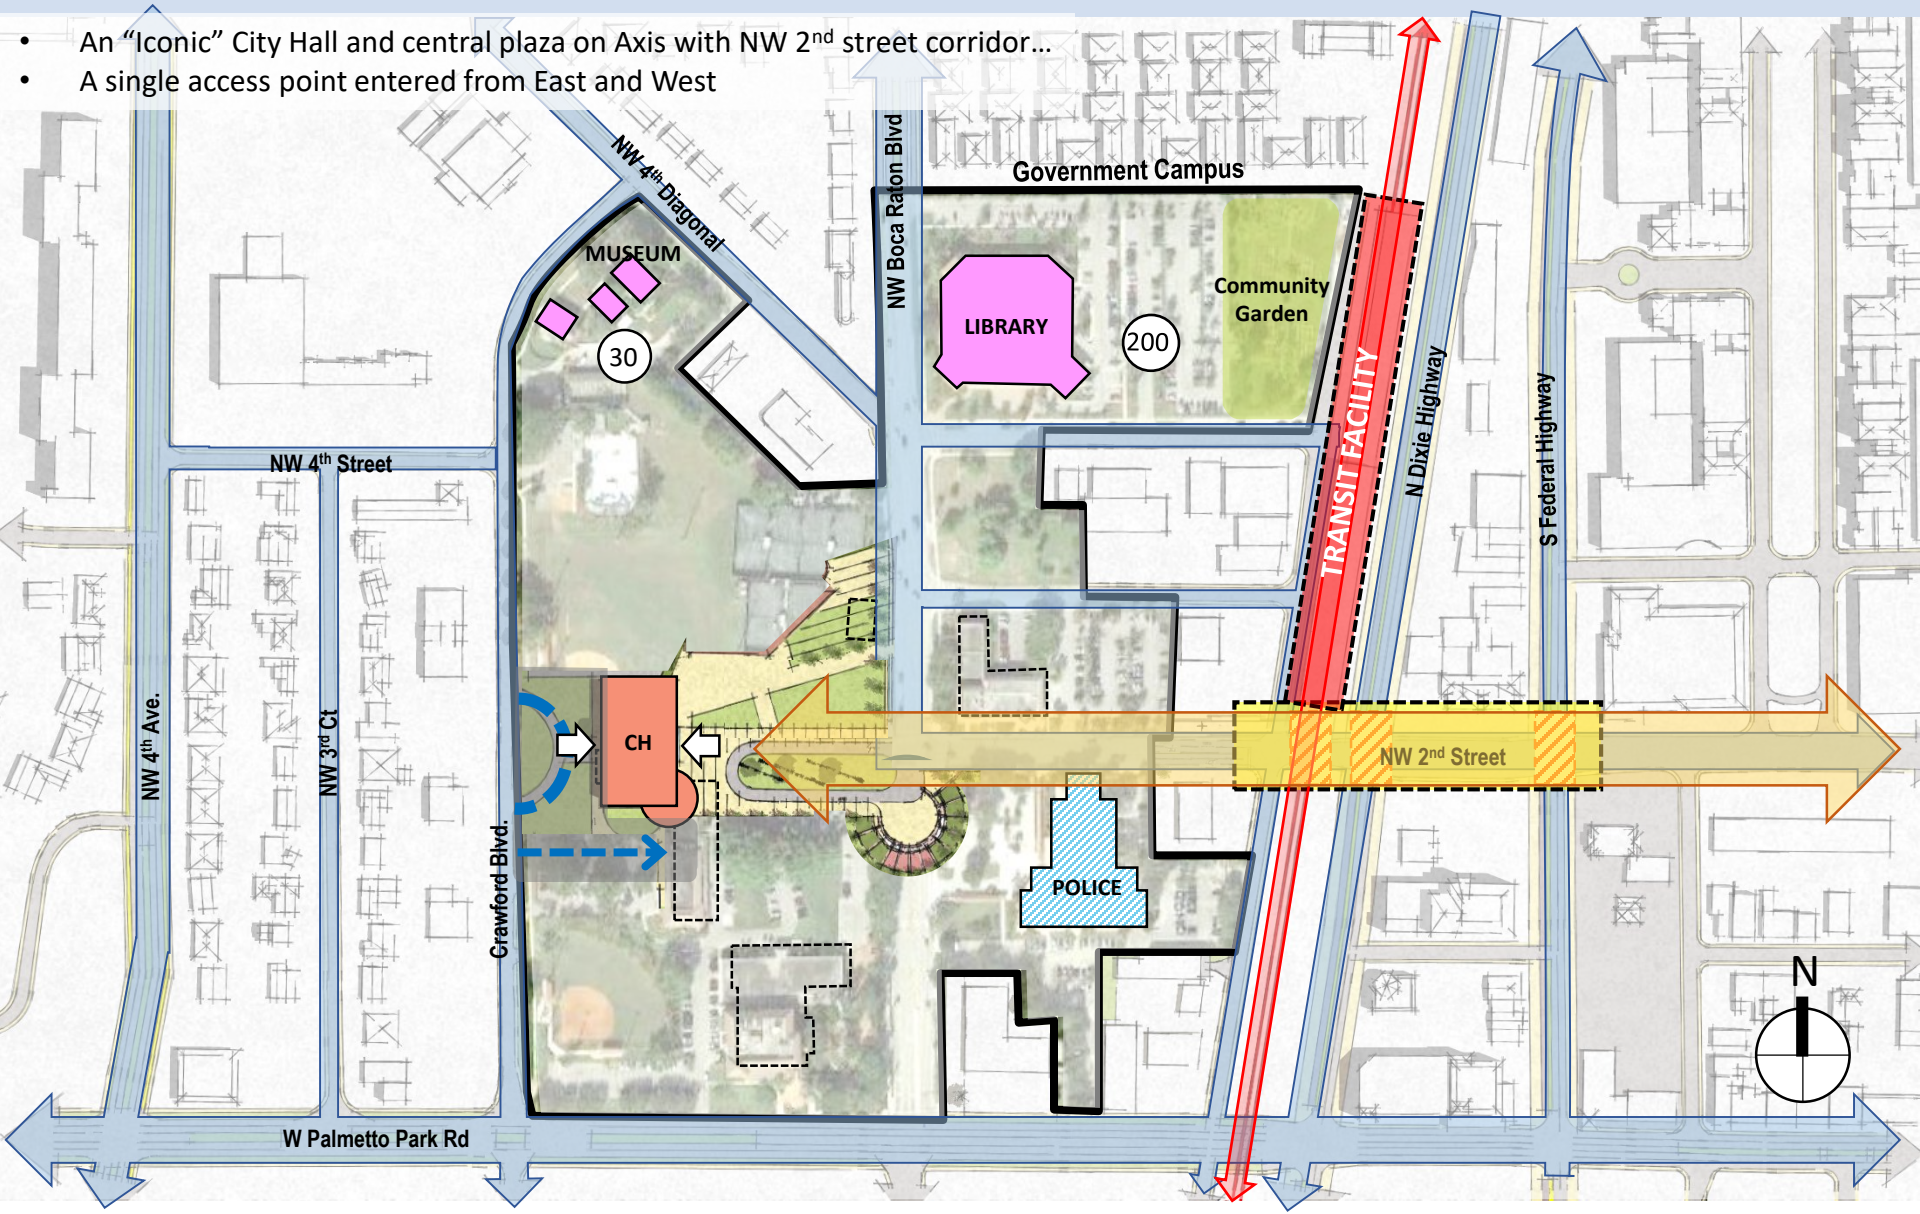 • An “Iconic” City Hall and central plaza on Axis with NW 2nd street corridor…
• A single access point entered from East and West
NW 4th Diagonal
NW Boca Raton Blvd
Government Campus
MUSEUM
30
LIBRARY
200
Community
Garden
TRANSIT FACILITY
N Dixie Highway
S Federal Highway
NW 4th Street
NW 4th Ave.
NW 3rd Ct
Crawford Blvd.
CH
NW 2nd Street
POLICE
N
W Palmetto Park Rd